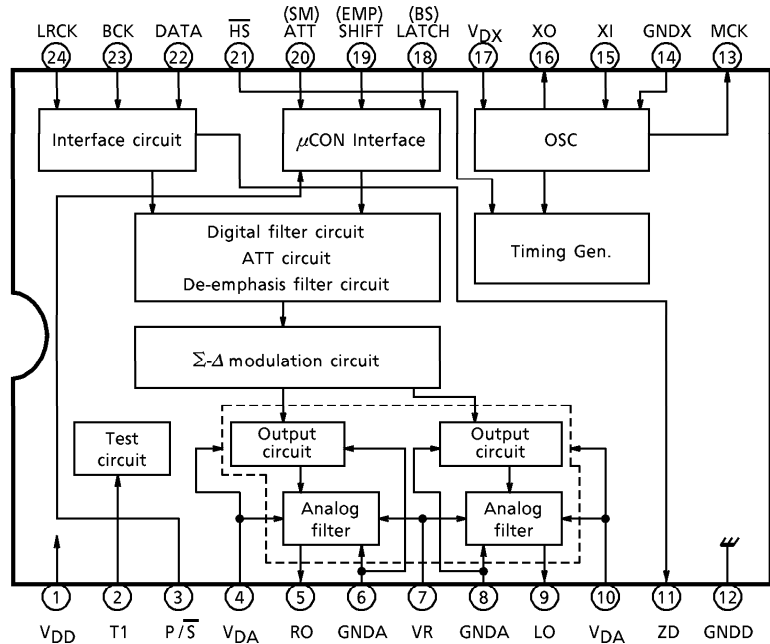 (SM) (EMP) (BS)
LRCK BCK DATA H̅S̅ ATT SHIFT LATCH VDX XO XI GNDX MCK
24 23 22 21 20 19 18 17 16 15 14 13
Interface circuit
μCON Interface
OSC
Digital filter circuit
ATT circuit
De-emphasis filter circuit
Timing Gen.
Σ-Δ modulation circuit
Test
circuit
Output
circuit
Output
circuit
Analog
filter
Analog
filter
1 2 3 4 5 6 7 8 9 10 11 12
VDD T1 P/S̅ VDA RO GNDA VR GNDA LO VDA ZD GNDD